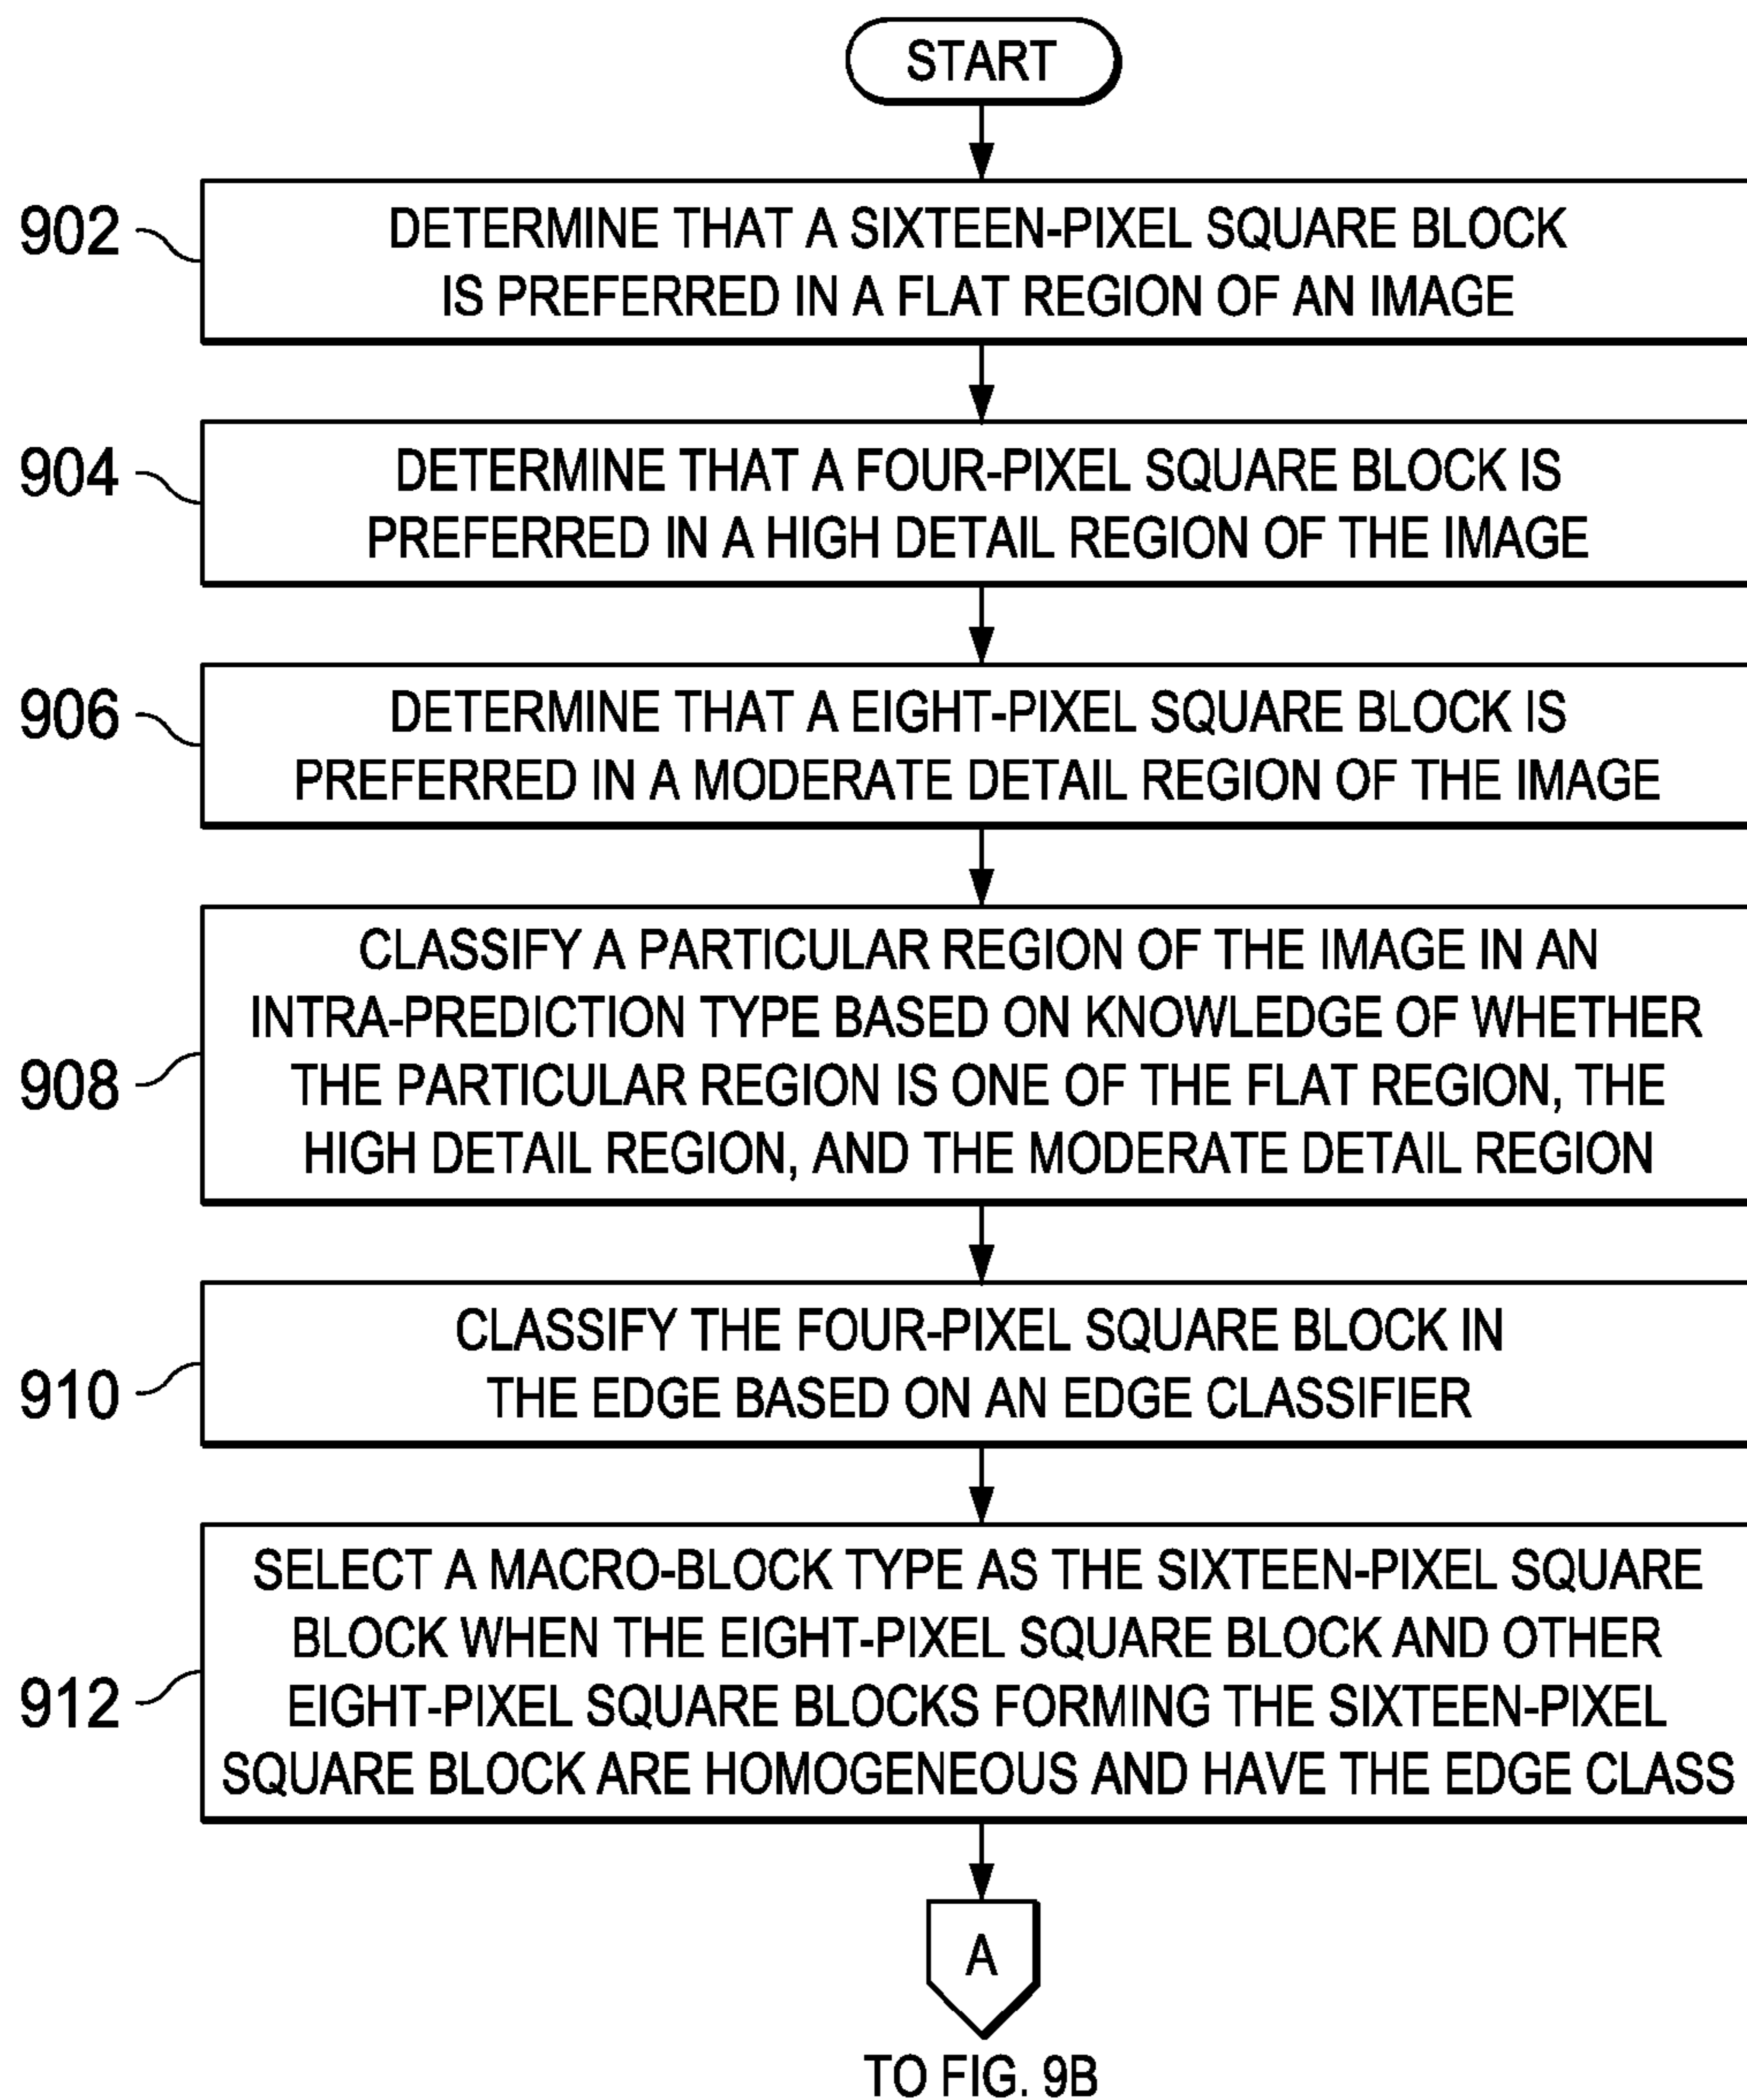 START
902
DETERMINE THAT A SIXTEEN-PIXEL SQUARE BLOCK
IS PREFERRED IN A FLAT REGION OF AN IMAGE
904
DETERMINE THAT A FOUR-PIXEL SQUARE BLOCK IS
PREFERRED IN A HIGH DETAIL REGION OF THE IMAGE
906
DETERMINE THAT A EIGHT-PIXEL SQUARE BLOCK IS
PREFERRED IN A MODERATE DETAIL REGION OF THE IMAGE
908
CLASSIFY A PARTICULAR REGION OF THE IMAGE IN AN
INTRA-PREDICTION TYPE BASED ON KNOWLEDGE OF WHETHER
THE PARTICULAR REGION IS ONE OF THE FLAT REGION, THE
HIGH DETAIL REGION, AND THE MODERATE DETAIL REGION
910
CLASSIFY THE FOUR-PIXEL SQUARE BLOCK IN
THE EDGE BASED ON AN EDGE CLASSIFIER
912
SELECT A MACRO-BLOCK TYPE AS THE SIXTEEN-PIXEL SQUARE
BLOCK WHEN THE EIGHT-PIXEL SQUARE BLOCK AND OTHER
EIGHT-PIXEL SQUARE BLOCKS FORMING THE SIXTEEN-PIXEL
SQUARE BLOCK ARE HOMOGENEOUS AND HAVE THE EDGE CLASS
A
TO FIG. 9B